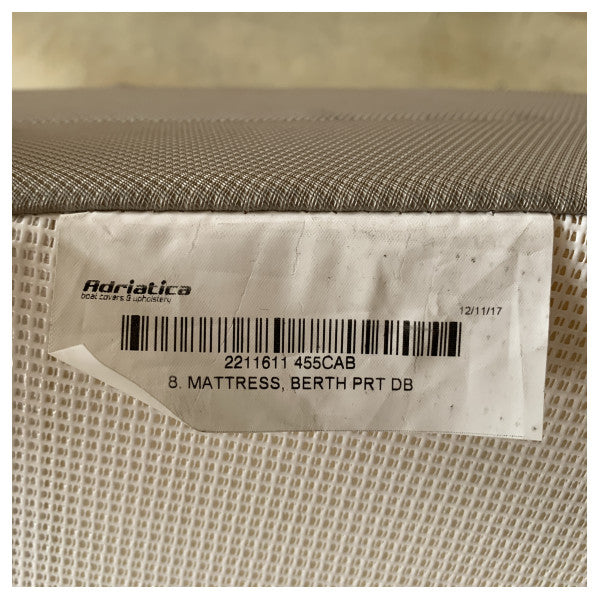 Adriatica
boat covers & upholstery
12/11/17
2211611 455CAB
8. MATTRESS, BERTH PRT DB